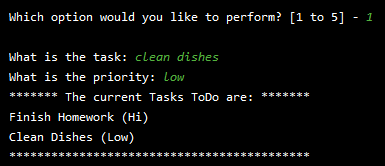 Which option would you like to perform? [1 to 5] - 1
What is the task: clean dishes
What is the priority: low
******* The current Tasks ToDo are: *******
Finish Homework (Hi)
Clean Dishes (Low)
*******************************************